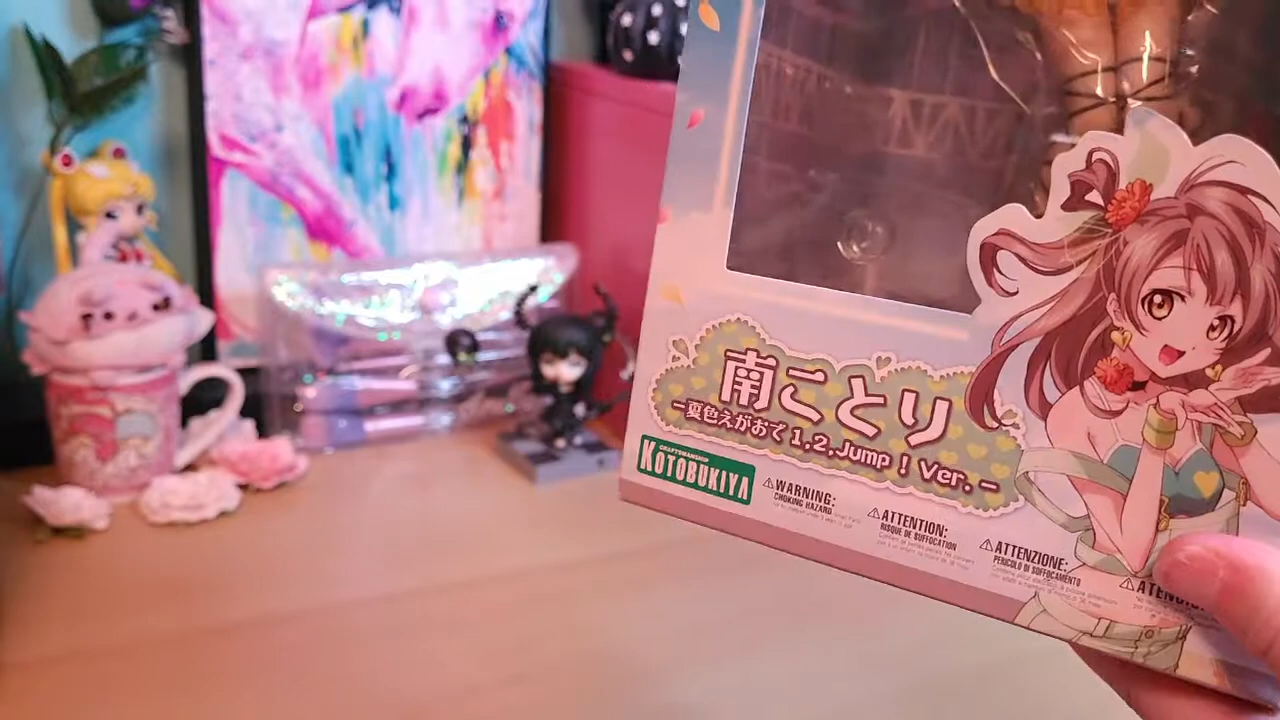 南ことり
-夏色えがおで1,2,Jump! Ver.-
CRAFTSMANSHIP
KOTOBUKIYA
⚠WARNING:
CHOKING HAZARD
⚠ATTENTION:
RISQUE DE SUFFOCATION
⚠ATTENZIONE:
PERICOLO DI SOFFOCAMENTO